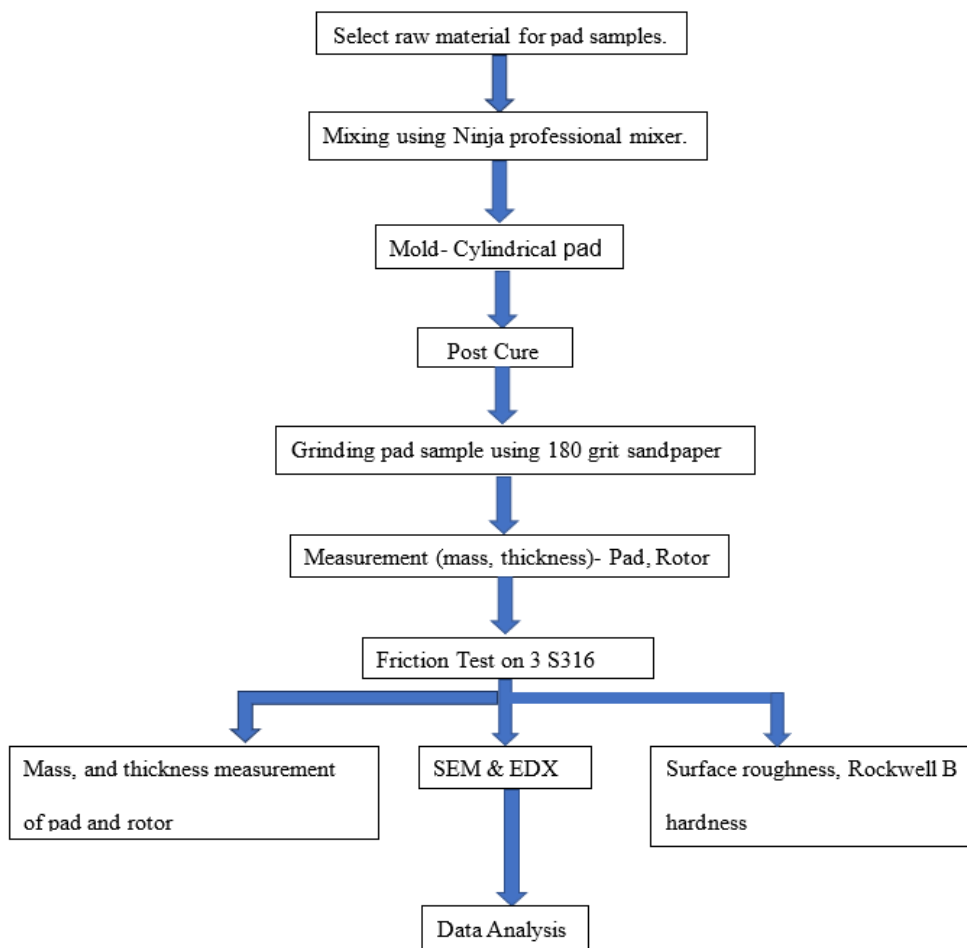 Select raw material for pad samples.
Mixing using Ninja professional mixer.
Mold- Cylindrical pad
Post Cure
Grinding pad sample using 180 grit sandpaper
Measurement (mass, thickness)- Pad, Rotor
Friction Test on 3 S316
Mass, and thickness measurement
of pad and rotor
SEM & EDX
Surface roughness, Rockwell B
hardness
Data Analysis